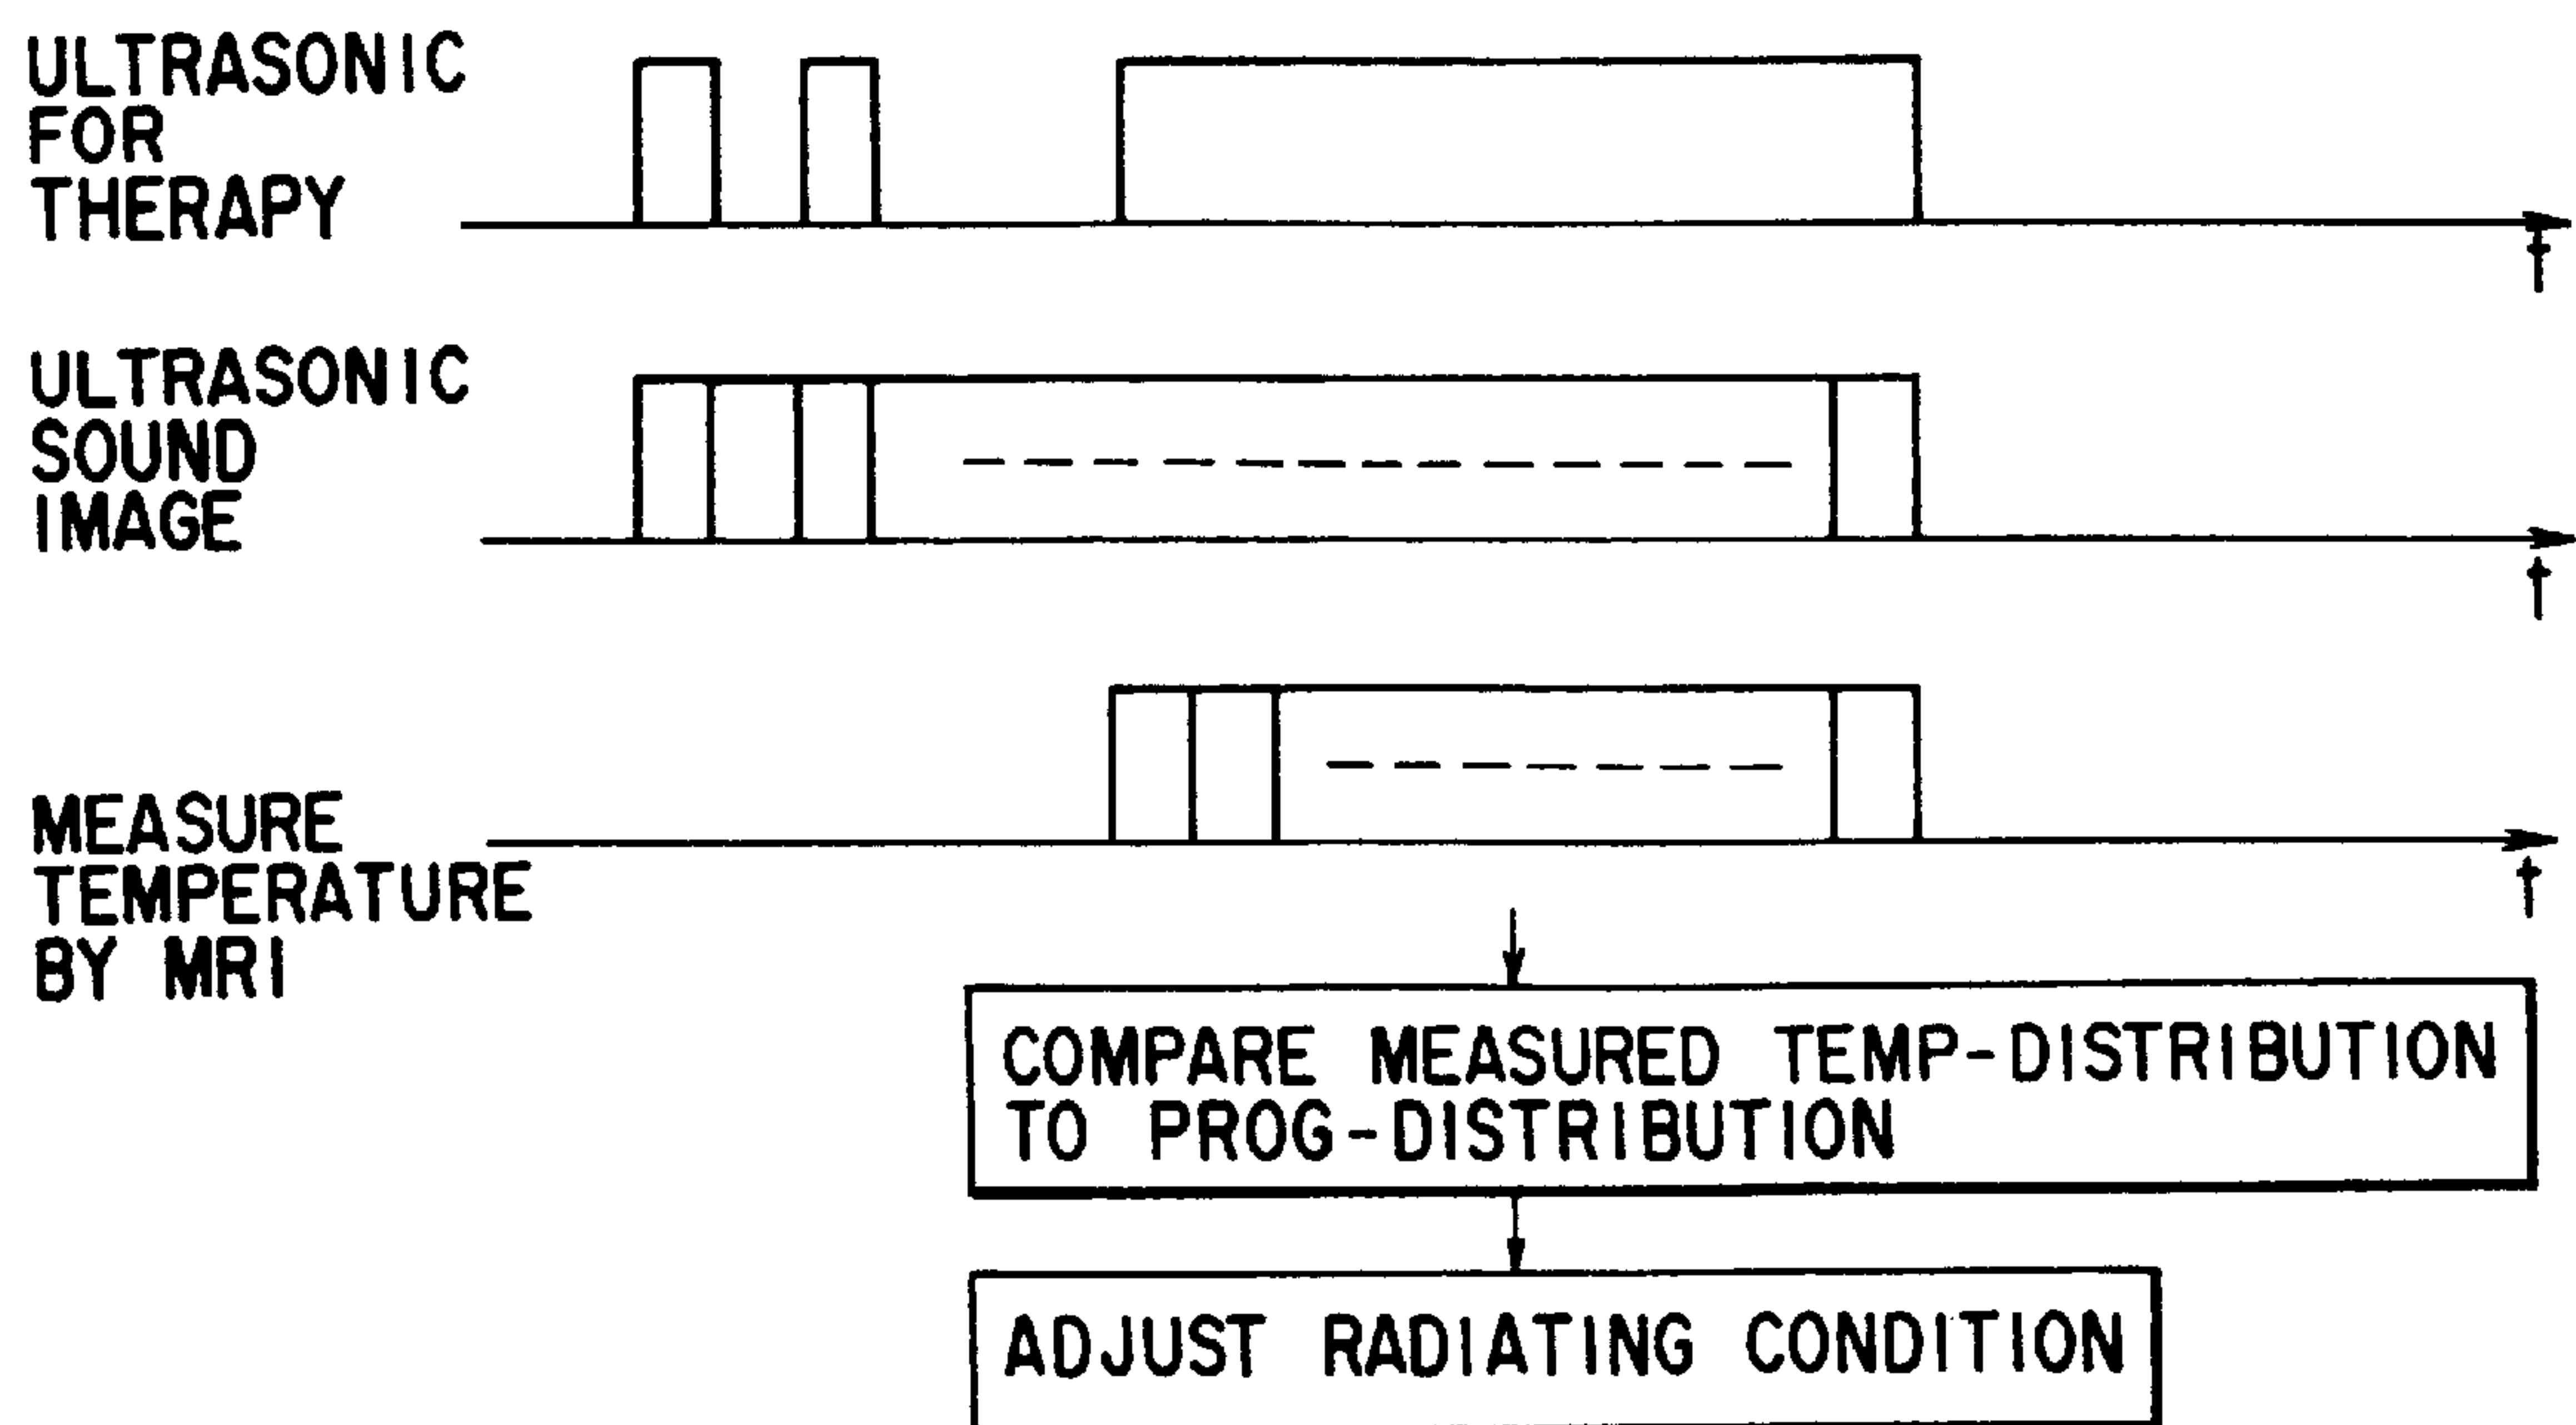 ULTRASONIC
FOR
THERAPY
t
ULTRASONIC
SOUND
IMAGE
t
MEASURE
TEMPERATURE
BY MRI
t
COMPARE MEASURED TEMP-DISTRIBUTION
TO PROG-DISTRIBUTION
ADJUST RADIATING CONDITION